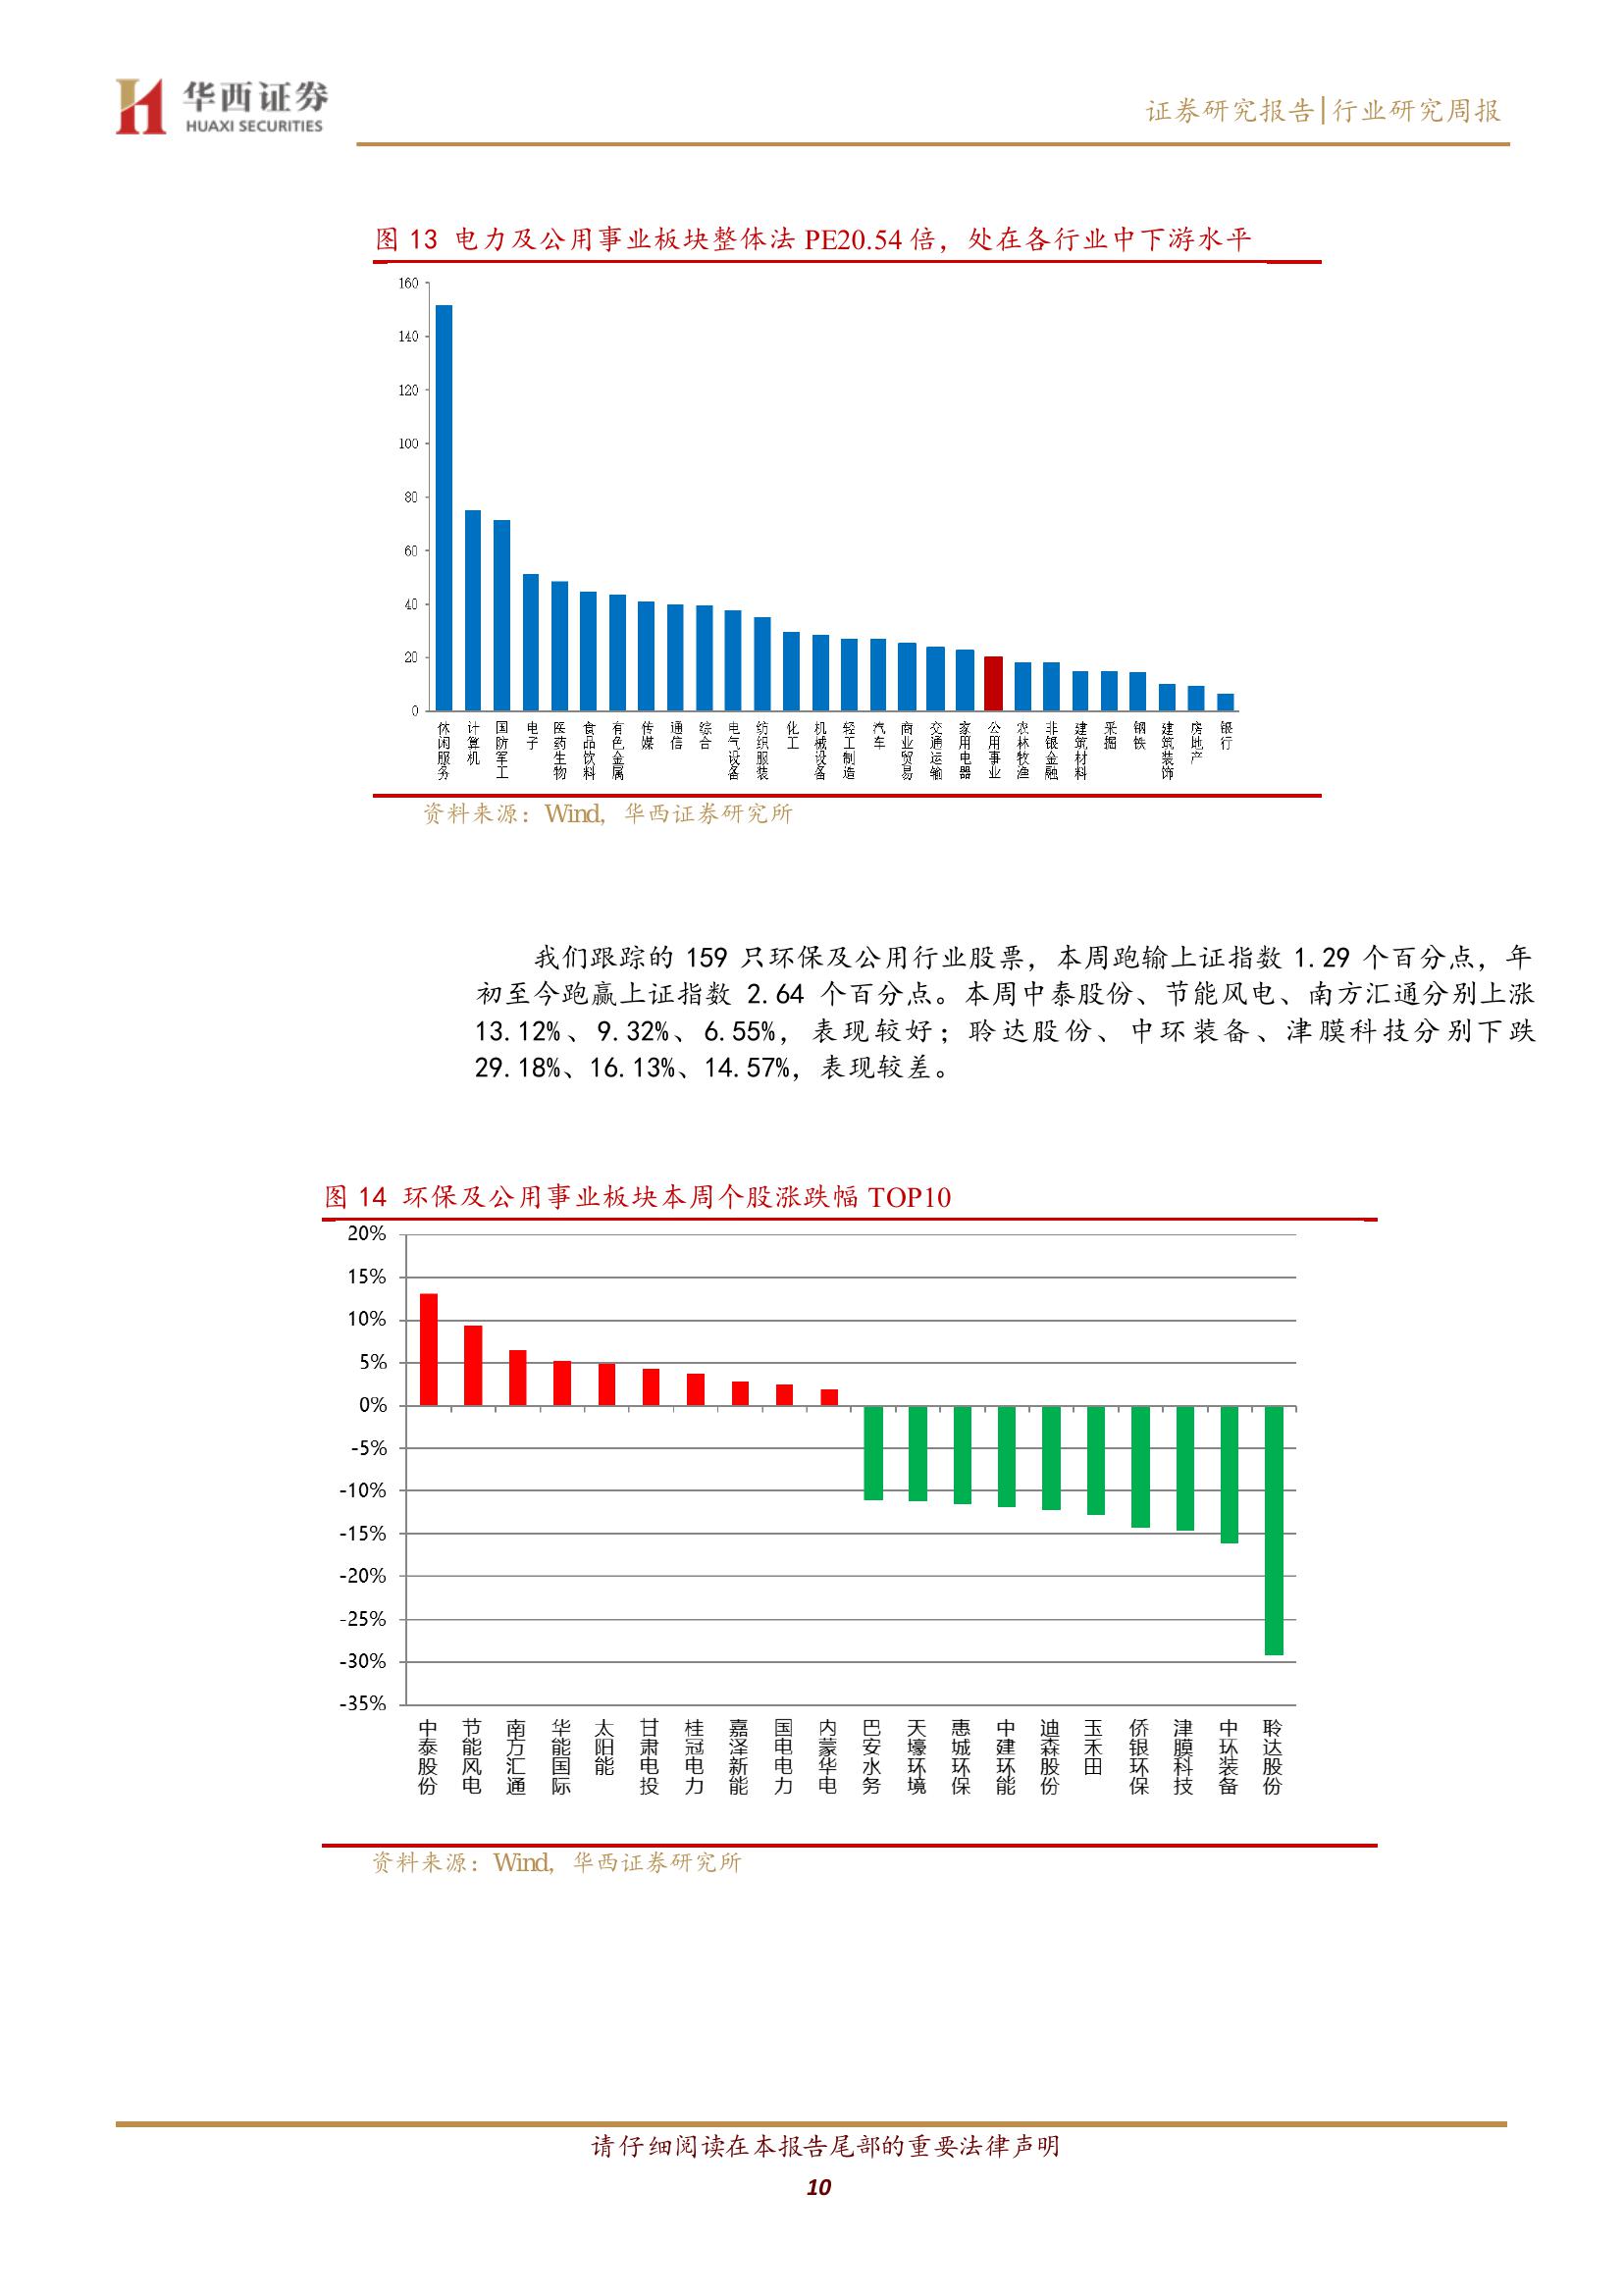 华西证券
HUAXI SECURITIES
证券研究报告|行业研究周报
图 13 电力及公用事业板块整体法 PE20.54 倍，处在各行业中下游水平
160
140
120
100
80
60
40
20
0
休闲服务
计算机
国防军工
电子
医药生物
食品饮料
有色金属
传媒
通信
综合
电气设备
纺织服装
化工
机械设备
轻工制造
汽车
商业贸易
交通运输
家用电器
公用事业
农林牧渔
非银金融
建筑材料
采掘
钢铁
建筑装饰
房地产
银行
资料来源：Wind，华西证券研究所
我们跟踪的 159 只环保及公用行业股票，本周跑输上证指数 1.29 个百分点，年
初至今跑赢上证指数 2.64 个百分点。本周中泰股份、节能风电、南方汇通分别上涨
13.12%、9.32%、6.55%，表现较好；聆达股份、中环装备、津膜科技分别下跌
29.18%、16.13%、14.57%，表现较差。
图 14 环保及公用事业板块本周个股涨跌幅 TOP10
20%
15%
10%
5%
0%
-5%
-10%
-15%
-20%
-25%
-30%
-35%
中泰股份
节能风电
南方汇通
华能国际
太阳能
甘肃电投
桂冠电力
嘉泽新能
国电电力
内蒙华电
巴安水务
天壕环境
惠城环保
中建环能
迪森股份
玉禾田
侨银环保
津膜科技
中环装备
聆达股份
资料来源：Wind，华西证券研究所
请仔细阅读在本报告尾部的重要法律声明
10